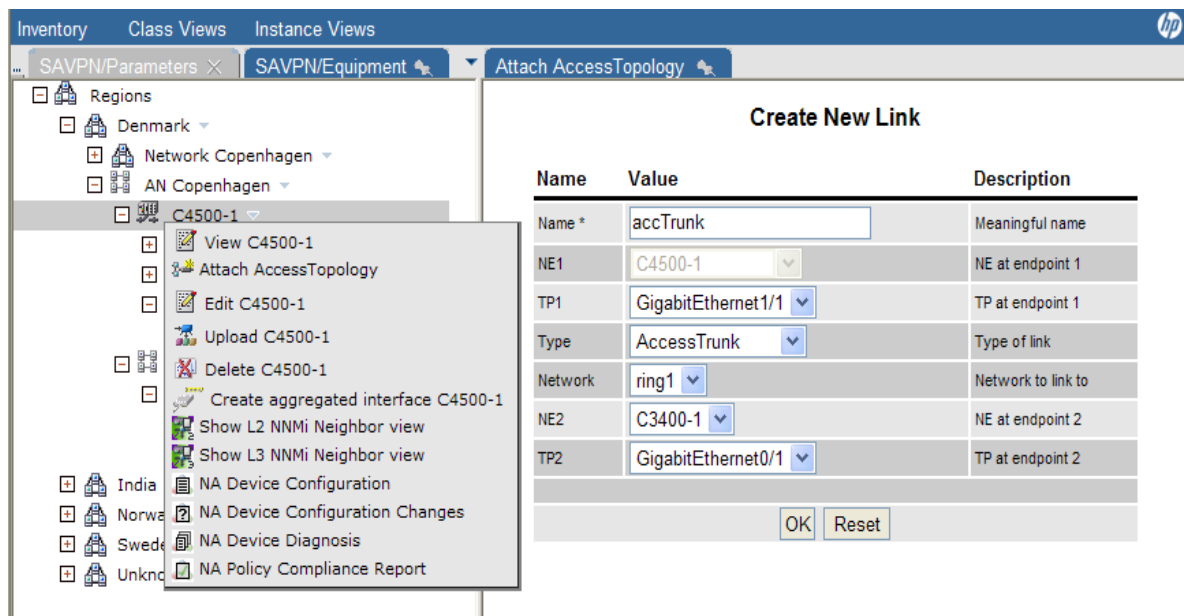 Inventory Class Views Instance Views hp
... SAVPN/Parameters SAVPN/Equipment Attach AccessTopology
Regions
Denmark
Network Copenhagen
AN Copenhagen
C4500-1
View C4500-1
Attach AccessTopology
Edit C4500-1
Upload C4500-1
Delete C4500-1
Create aggregated interface C4500-1
Show L2 NNMi Neighbor view
Show L3 NNMi Neighbor view
NA Device Configuration
NA Device Configuration Changes
NA Device Diagnosis
NA Policy Compliance Report
India
Norwa
Swede
Unkno
Create New Link
Name Value Description
Name * accTrunk Meaningful name
NE1 C4500-1 NE at endpoint 1
TP1 GigabitEthernet1/1 TP at endpoint 1
Type AccessTrunk Type of link
Network ring1 Network to link to
NE2 C3400-1 NE at endpoint 2
TP2 GigabitEthernet0/1 TP at endpoint 2
OK Reset